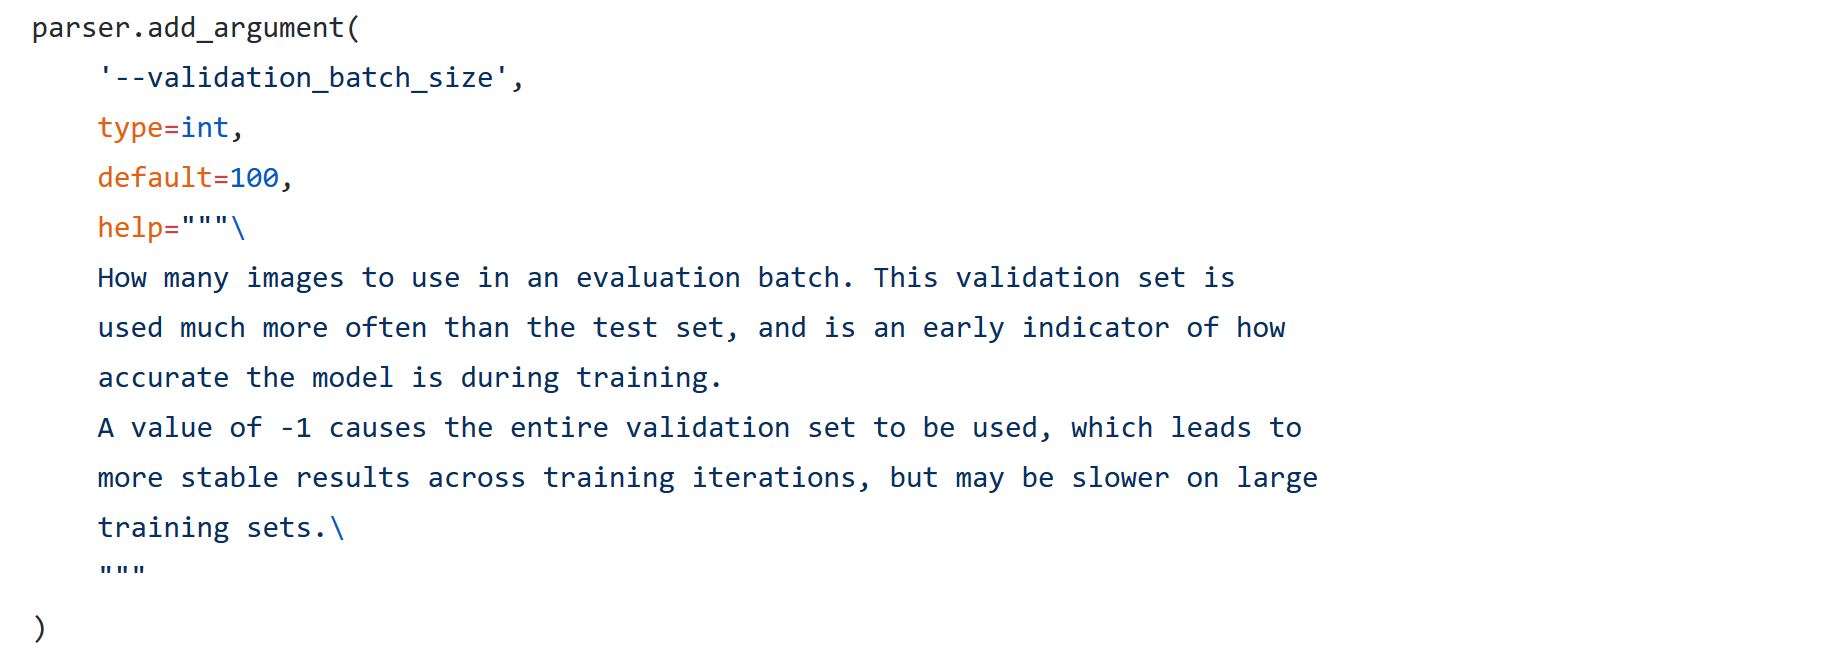 parser.add_argument(
    '--validation_batch_size',
    type=int,
    default=100,
    help="""\
    How many images to use in an evaluation batch. This validation set is
    used much more often than the test set, and is an early indicator of how
    accurate the model is during training.
    A value of -1 causes the entire validation set to be used, which leads to
    more stable results across training iterations, but may be slower on large
    training sets.\
    """
)